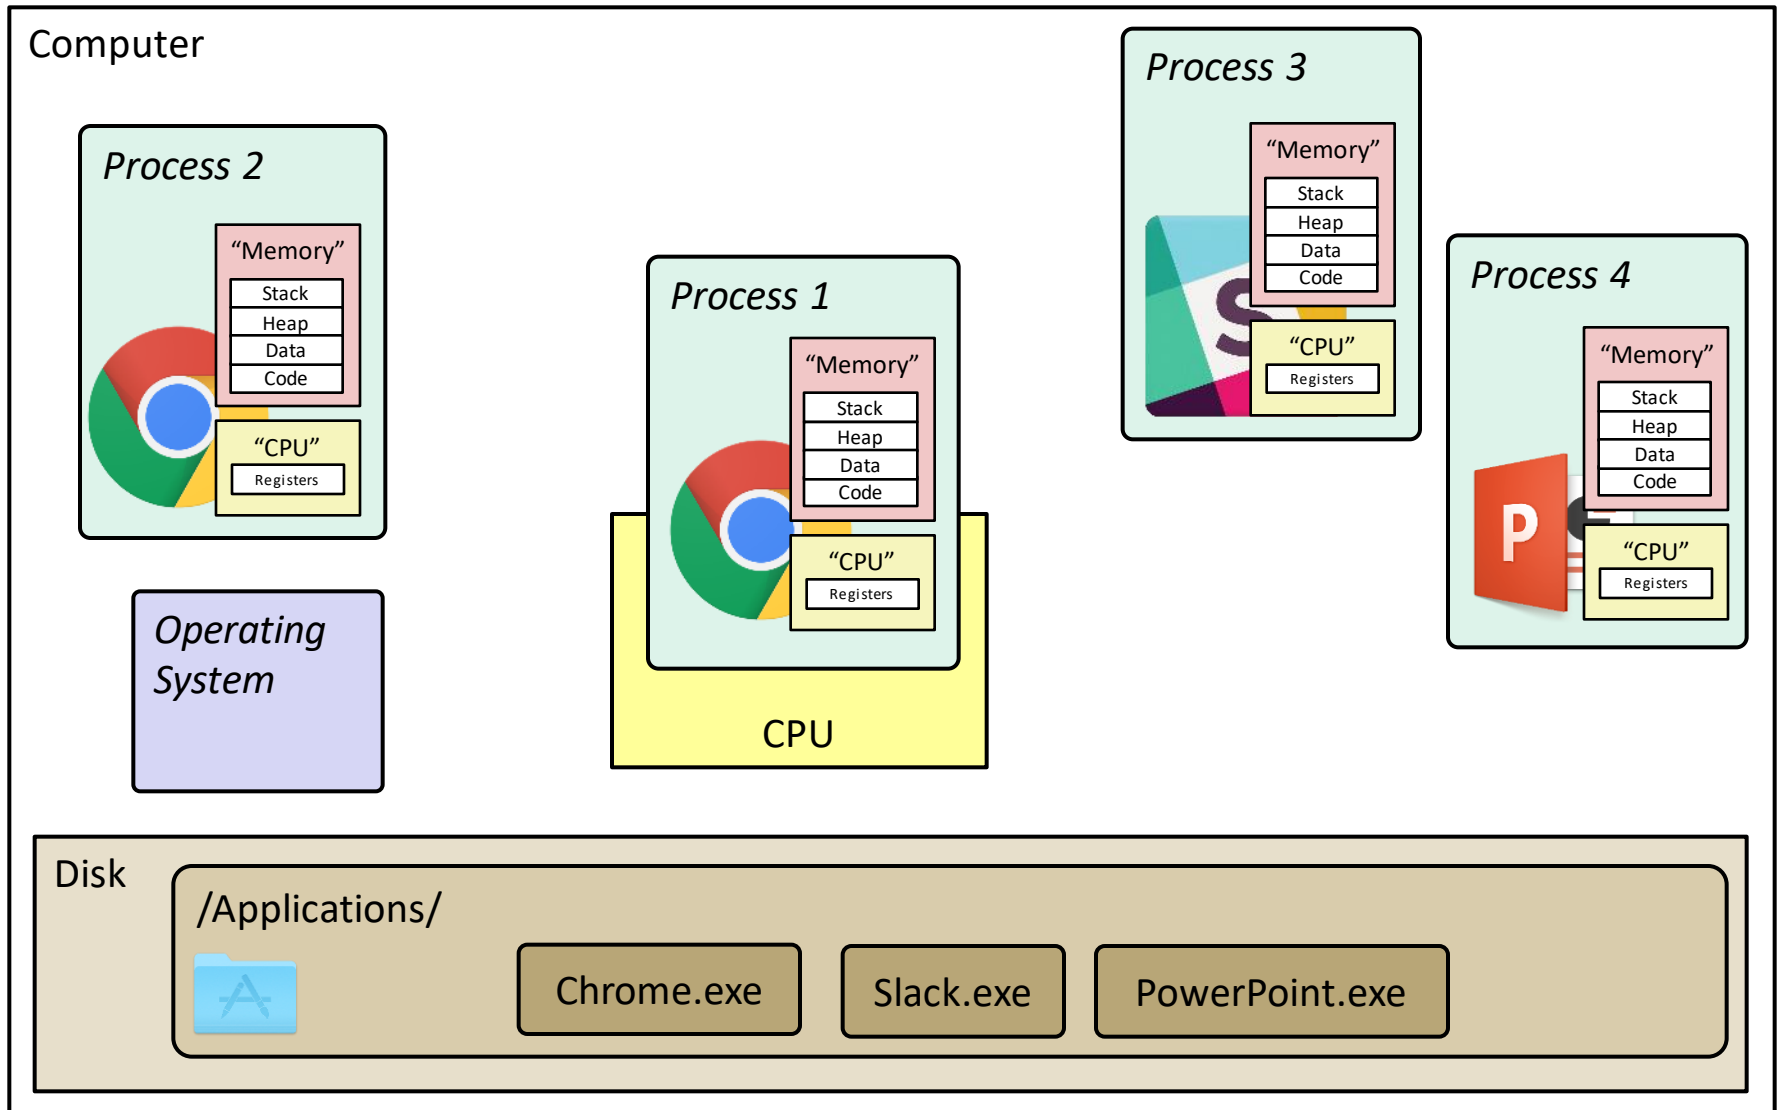 Computer
Process 2
“Memory”
Stack
Heap
Data
Code
“CPU”
Registers
Process 1
“Memory”
Stack
Heap
Data
Code
“CPU”
Registers
Process 3
“Memory”
Stack
Heap
Data
Code
S
“CPU”
Registers
Process 4
“Memory”
Stack
Heap
Data
Code
P
“CPU”
Registers
Operating
System
CPU
Disk
/Applications/
Chrome.exe
Slack.exe
PowerPoint.exe